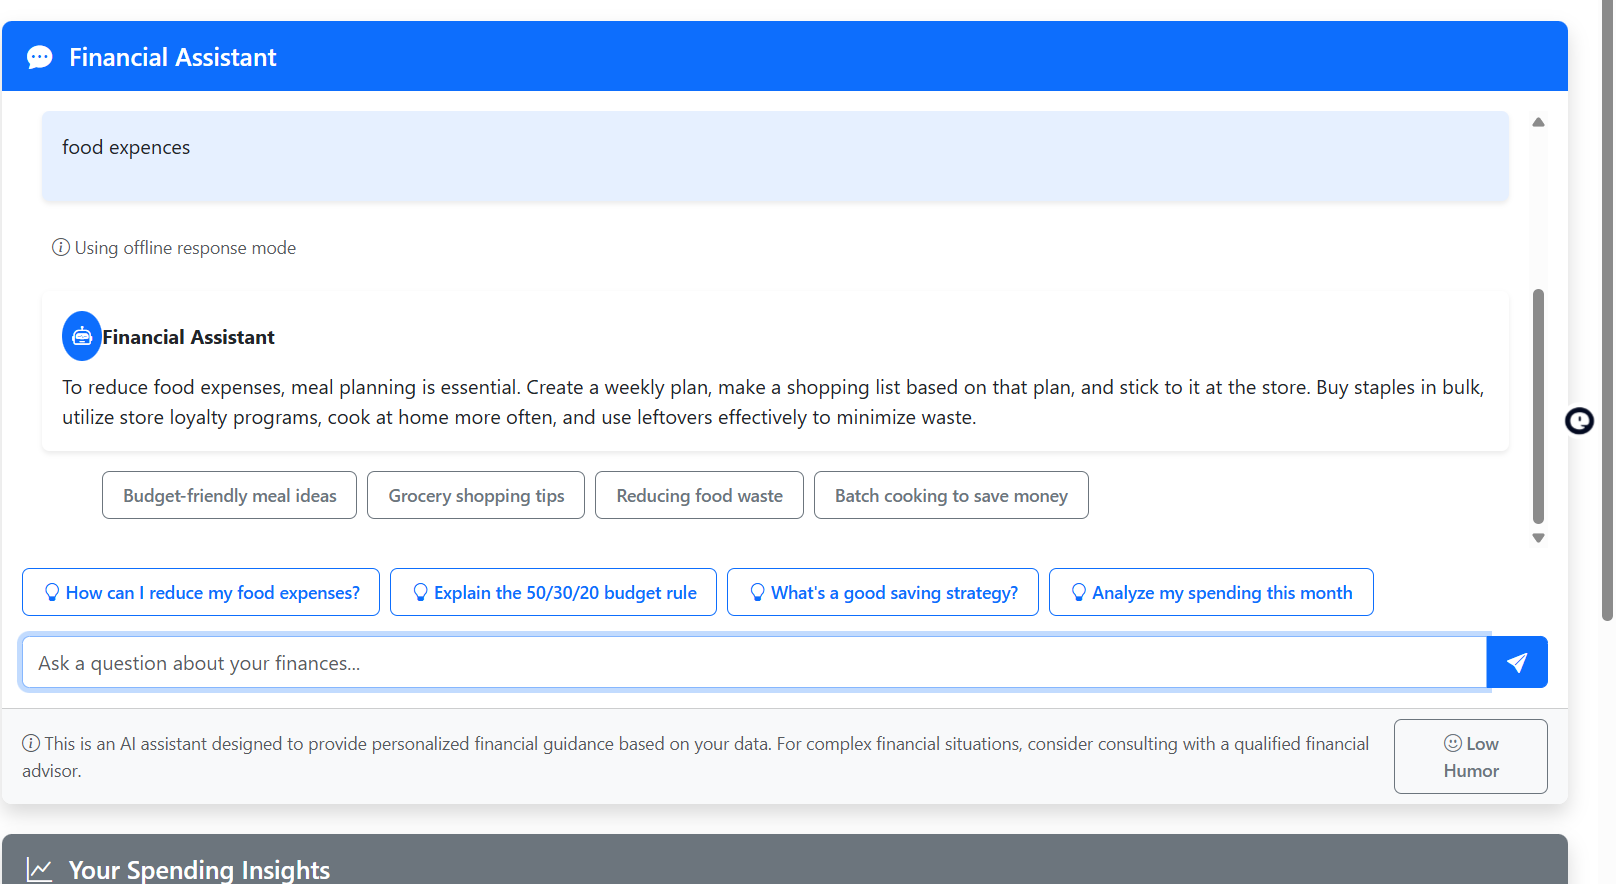 Financial Assistant
food expences
Using offline response mode
Financial Assistant
To reduce food expenses, meal planning is essential. Create a weekly plan, make a shopping list based on that plan, and stick to it at the store. Buy staples in bulk,
utilize store loyalty programs, cook at home more often, and use leftovers effectively to minimize waste.
Budget-friendly meal ideas
Grocery shopping tips
Reducing food waste
Batch cooking to save money
How can I reduce my food expenses?
Explain the 50/30/20 budget rule
What's a good saving strategy?
Analyze my spending this month
Ask a question about your finances...
This is an AI assistant designed to provide personalized financial guidance based on your data. For complex financial situations, consider consulting with a qualified financial
advisor.
Low
Humor
Your Spending Insights